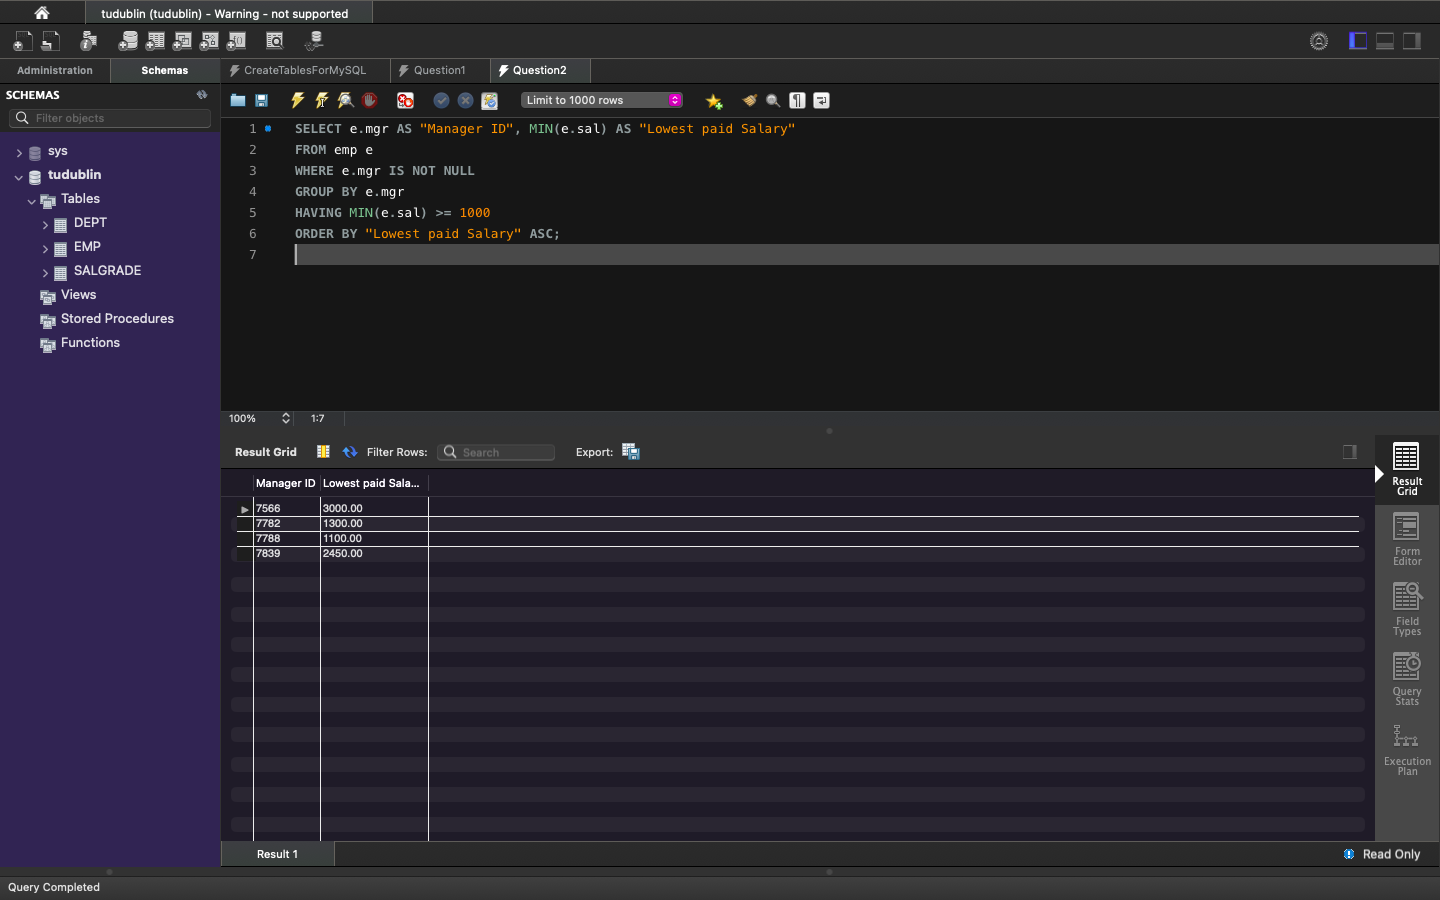 tudublin (tudublin) - Warning - not supported
Administration
Schemas
CreateTablesForMySQL
Question1
Question2
SCHEMAS
Filter objects
Limit to 1000 rows
sys
tudublin
Tables
DEPT
EMP
SALGRADE
Views
Stored Procedures
Functions
1 SELECT e.mgr AS "Manager ID", MIN(e.sal) AS "Lowest paid Salary"
2 FROM emp e
3 WHERE e.mgr IS NOT NULL
4 GROUP BY e.mgr
5 HAVING MIN(e.sal) >= 1000
6 ORDER BY "Lowest paid Salary" ASC;
7
100%
1:7
Result Grid
Filter Rows:
Search
Export:
Manager ID Lowest paid Sala...
7566 3000.00
7782 1300.00
7788 1100.00
7839 2450.00
Result
Grid
Form
Editor
Field
Types
Query
Stats
Execution
Plan
Result 1
Read Only
Query Completed